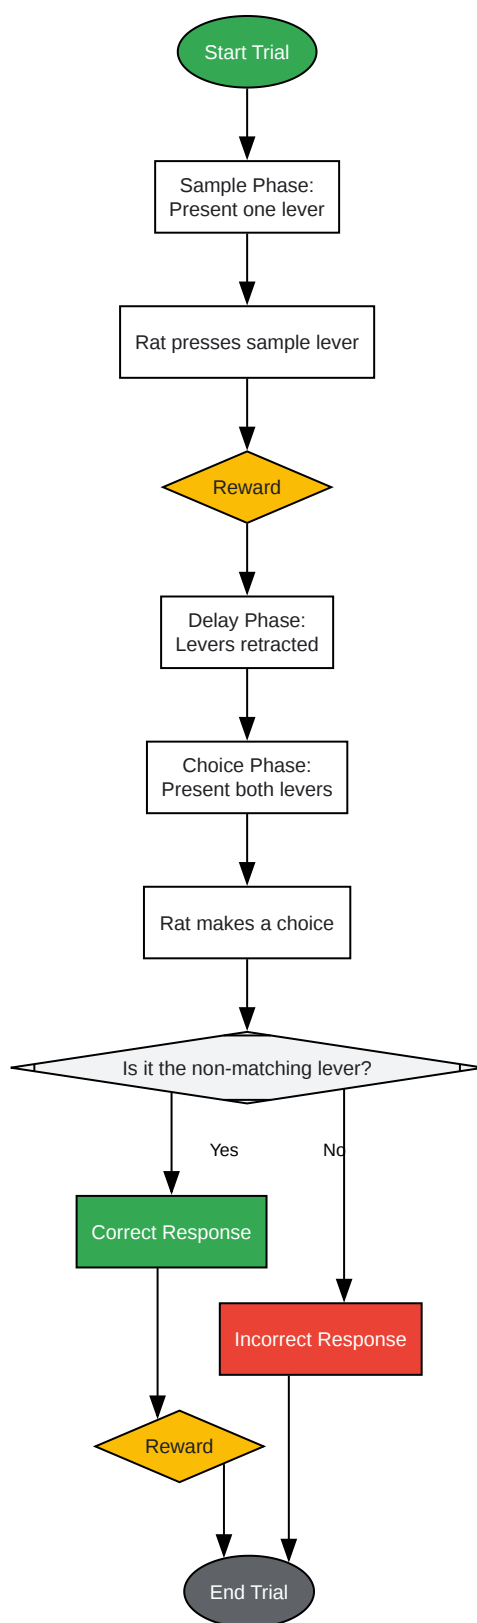 Start Trial
Sample Phase:
Present one lever
Rat presses sample lever
Reward
Delay Phase:
Levers retracted
Choice Phase:
Present both levers
Rat makes a choice
Is it the non-matching lever?
Yes
No
Correct Response
Incorrect Response
Reward
End Trial